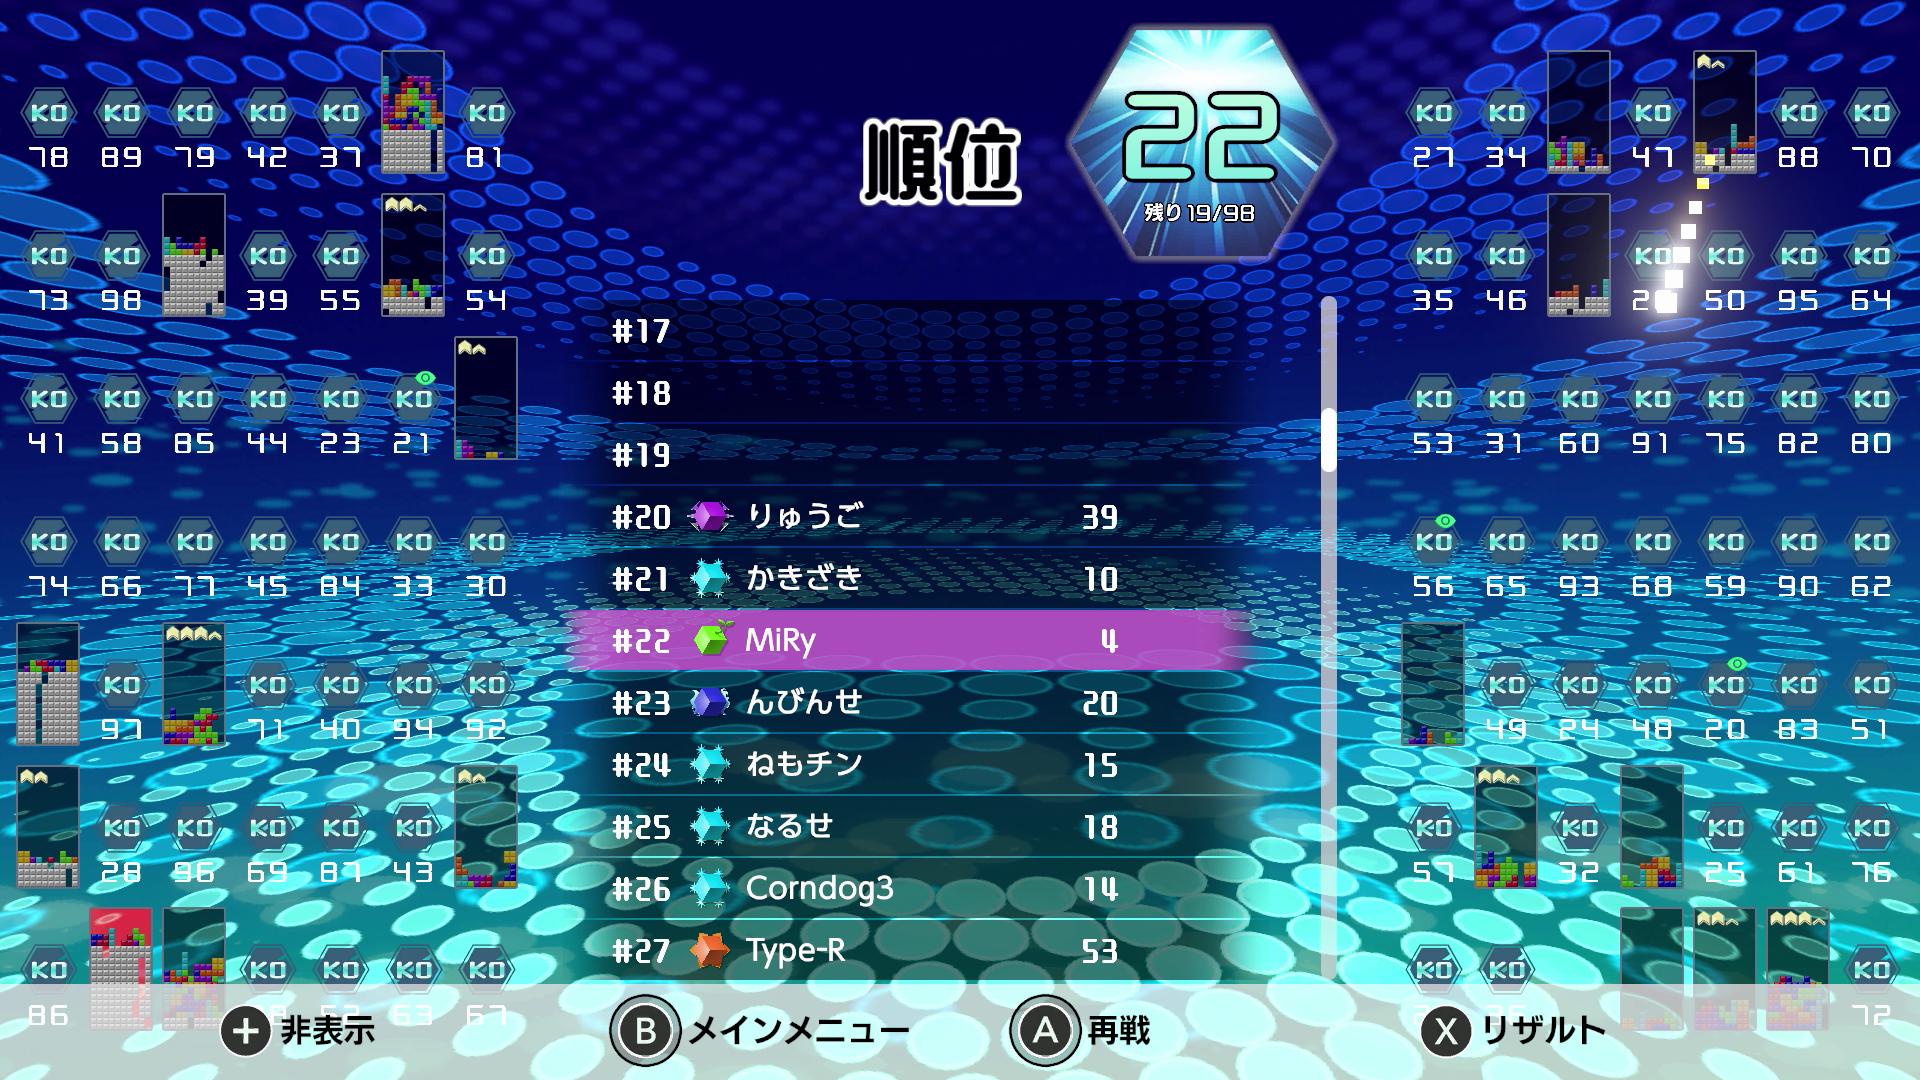 順位
22
残り 19/98
KO KO KO KO KO KO
78 89 79 42 37 81
KO KO KO KO KO KO KO
27 34 47 88 70
KO KO KO KO KO
73 98 39 55 54
KO KO KO KO KO KO
35 46 50 95 64
KO KO KO KO KO KO
41 58 85 44 23 21
KO KO KO KO KO KO KO
53 31 60 91 75 82 80
KO KO KO KO KO KO KO
74 66 77 45 84 33 30
KO KO KO KO KO KO KO
56 65 93 68 59 90 62
KO KO KO KO KO
97 71 40 94 92
KO KO KO KO KO KO
49 24 48 20 83 51
KO KO KO KO KO
28 96 69 87 43
KO KO KO KO KO
57 32 25 61 76
KO KO KO KO KO
86 52 63 67
KO KO KO
72
#17
#18
#19
#20 りゅうご 39
#21 かきざき 10
#22 MiRy 4
#23 んびんせ 20
#24 ねもチン 15
#25 なるせ 18
#26 Corndog3 14
#27 Type-R 53
+ 非表示
B メインメニュー
A 再戦
X リザルト